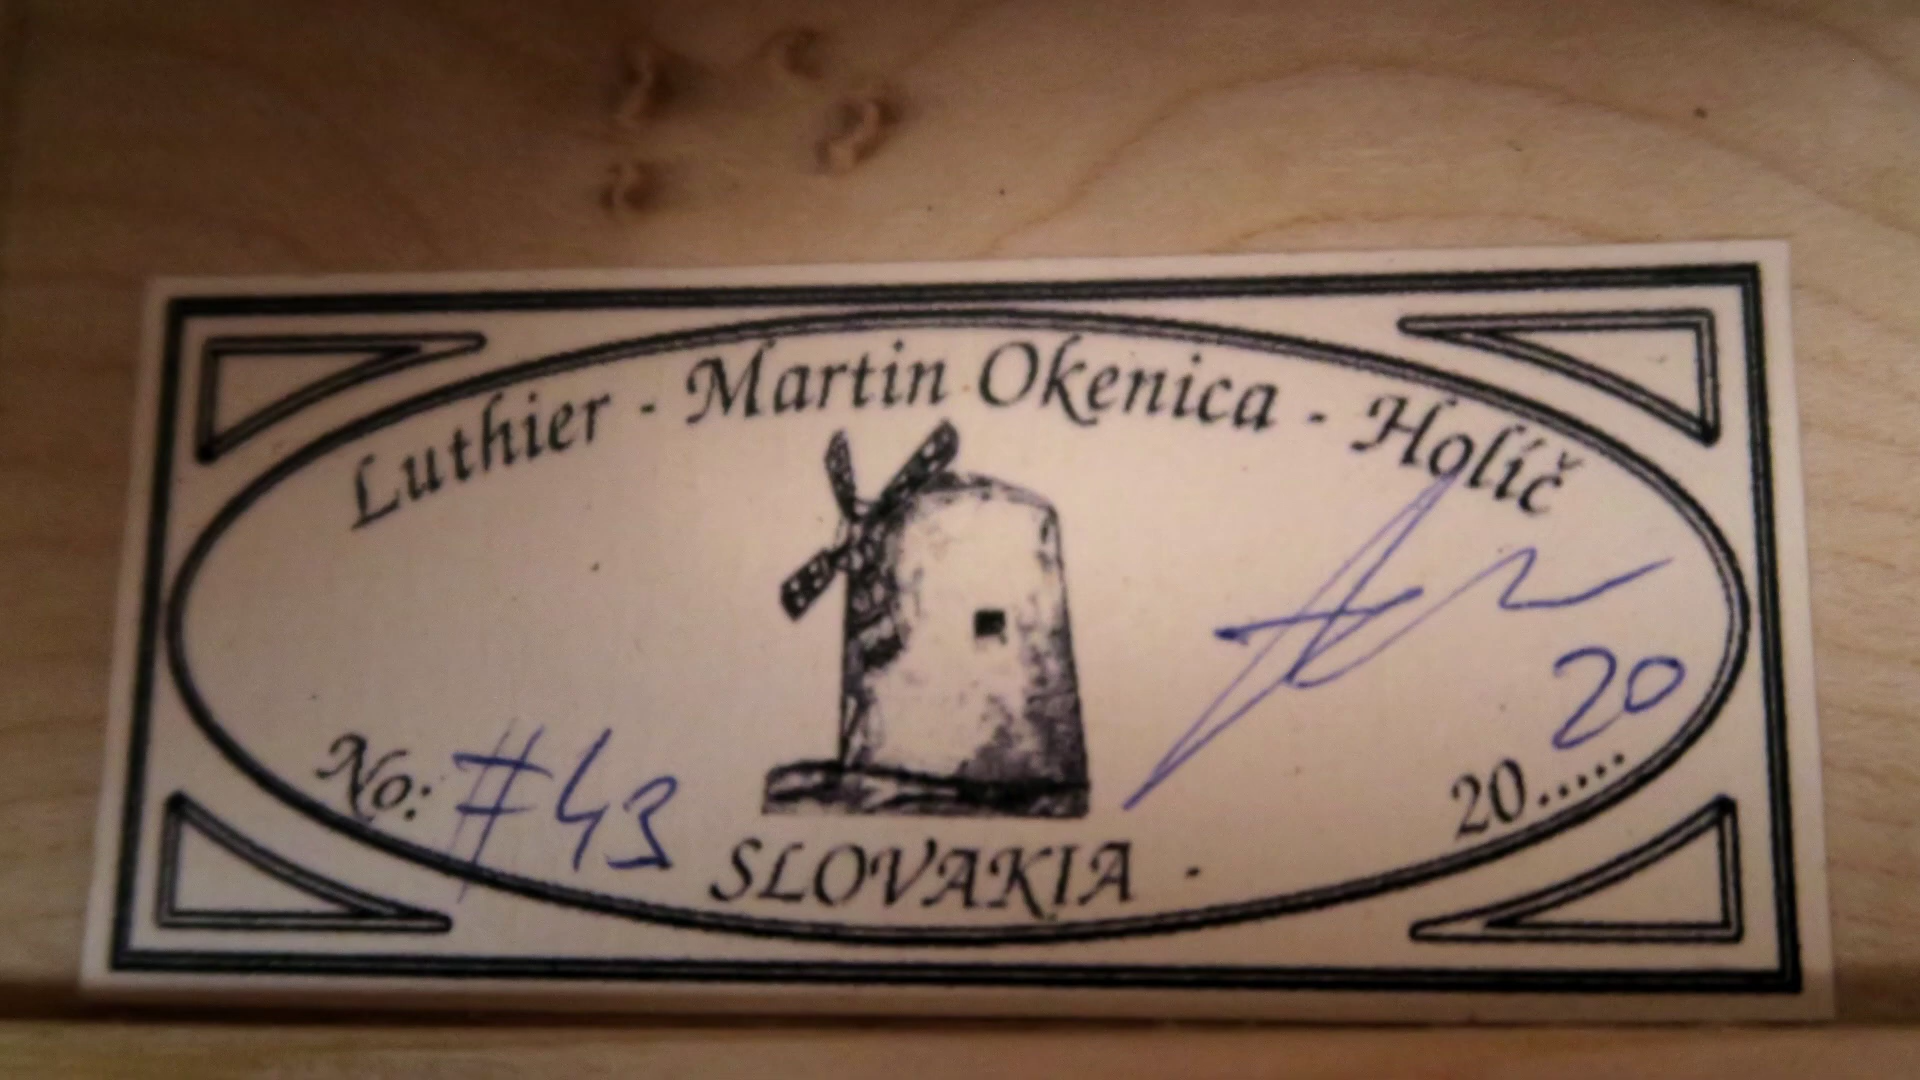 Luthier - Martin Okenica - Holíč
No: #43
20 20.....
SLOVAKIA -